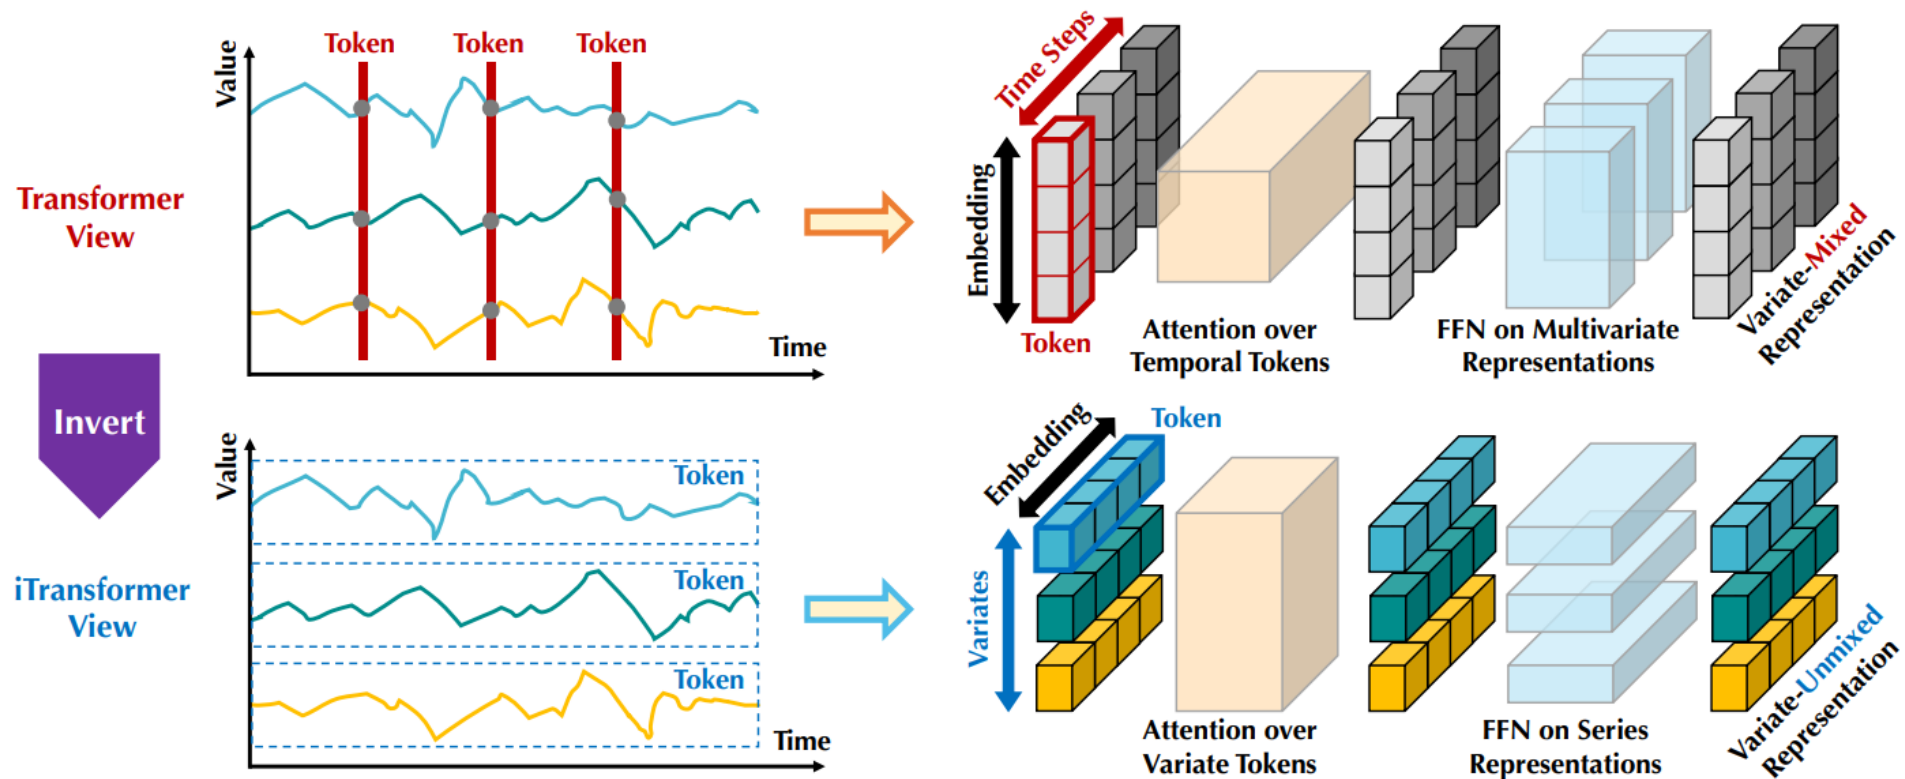 Value
Token
Token
Token
Transformer
View
Time
Time Steps
Embedding
Token
Attention over
Temporal Tokens
FFN on Multivariate
Representations
Variate-Mixed
Representation
Invert
Value
Token
Token
Token
iTransformer
View
Time
Embedding
Token
Variates
Attention over
Variate Tokens
FFN on Series
Representations
Variate-Unmixed
Representation